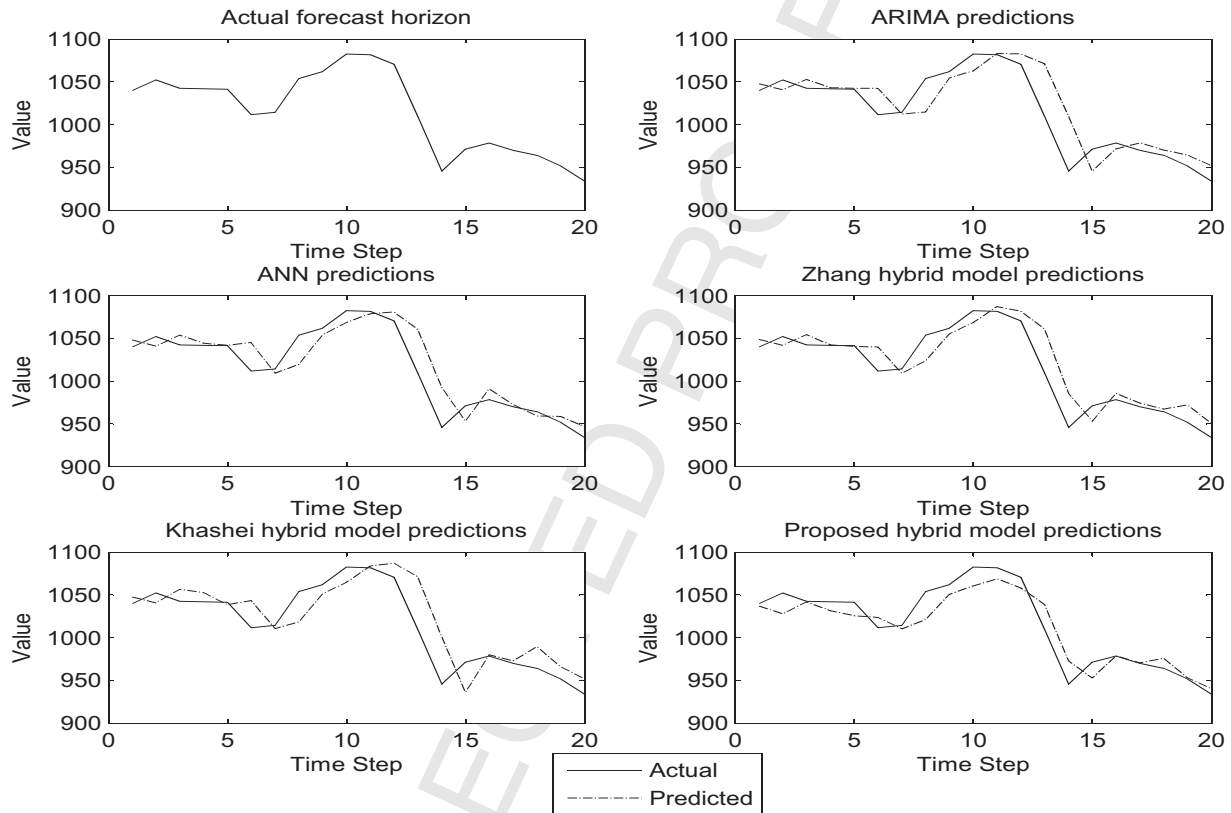 Actual forecast horizon
1100
1050
1000
950
900
Value
0 5 10 15 20
Time Step
ARIMA predictions
1100
1050
1000
950
900
Value
0 5 10 15 20
Time Step
ANN predictions
1100
1050
1000
950
900
Value
0 5 10 15 20
Time Step
Zhang hybrid model predictions
1100
1050
1000
950
900
Value
0 5 10 15 20
Time Step
Khashei hybrid model predictions
1100
1050
1000
950
900
Value
0 5 10 15 20
Time Step
Proposed hybrid model predictions
1100
1050
1000
950
900
Value
0 5 10 15 20
Time Step
Actual
Predicted